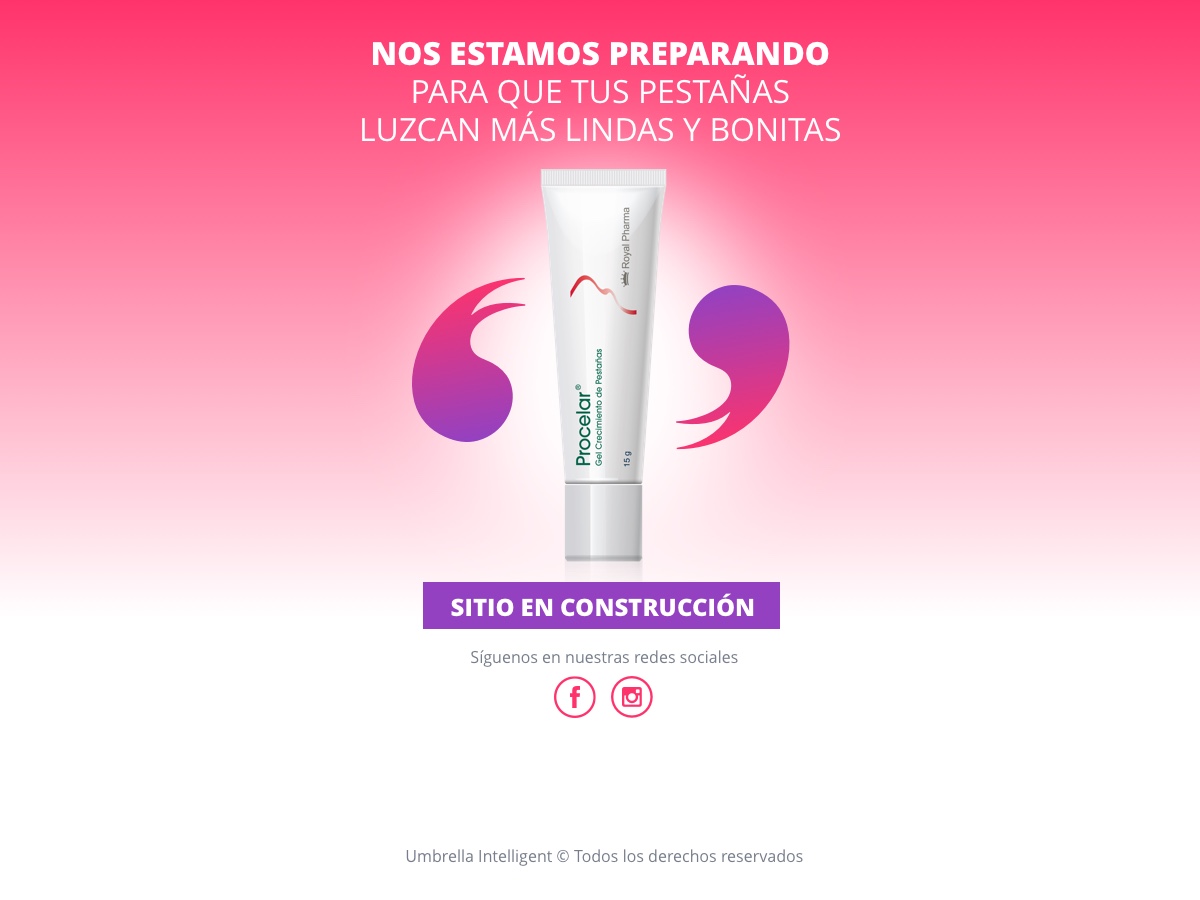 NOS ESTAMOS PREPARANDO
PARA QUE TUS PESTAÑAS
LUZCAN MÁS LINDAS Y BONITAS
Royal Pharma
Procelar®
Gel Crecimiento de Pestañas
15 g
SITIO EN CONSTRUCCIÓN
Síguenos en nuestras redes sociales
Umbrella Intelligent © Todos los derechos reservados